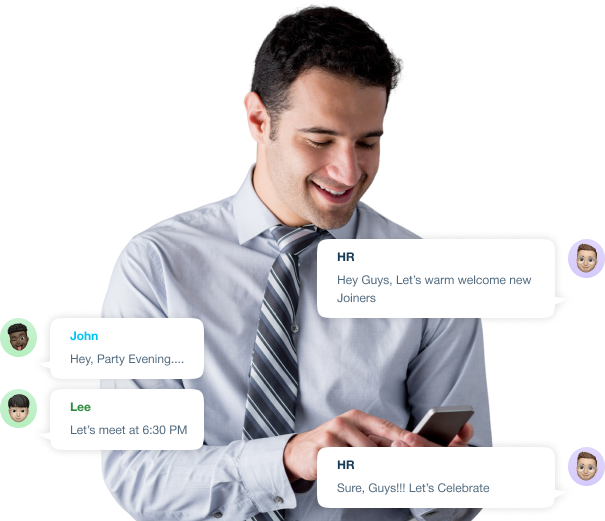 HR
Hey Guys, Let's warm welcome new
Joiners
John
Hey, Party Evening....
Lee
Let's meet at 6:30 PM
HR
Sure, Guys!!! Let's Celebrate